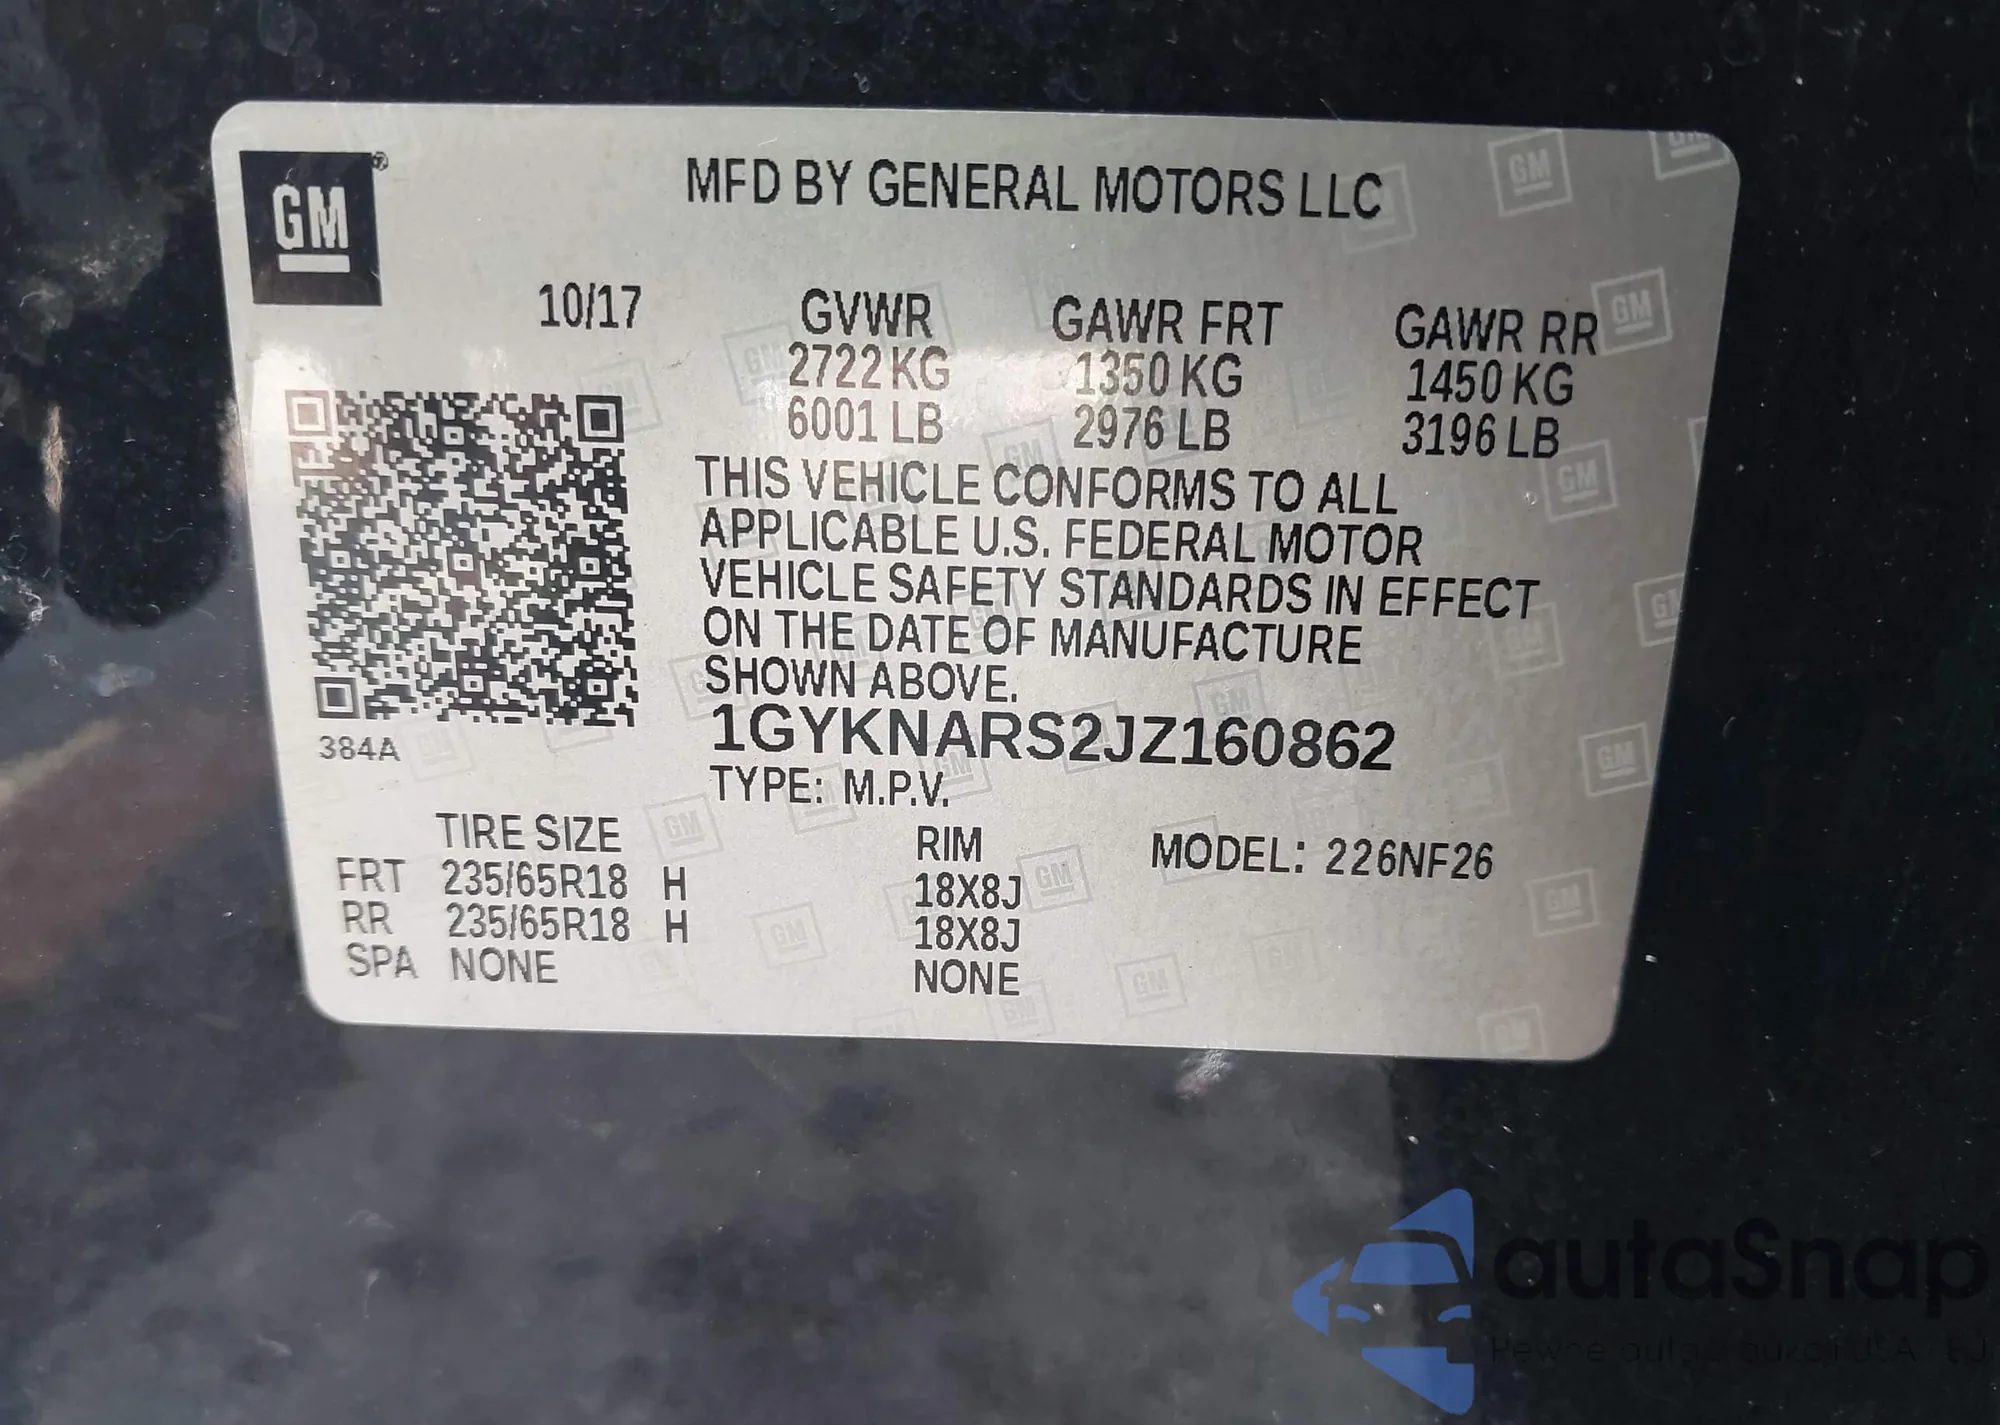 GM®
MFD BY GENERAL MOTORS LLC
10/17 GVWR GAWR FRT GAWR RR
2722 KG 1350 KG 1450 KG
6001 LB 2976 LB 3196 LB
THIS VEHICLE CONFORMS TO ALL
APPLICABLE U.S. FEDERAL MOTOR
VEHICLE SAFETY STANDARDS IN EFFECT
ON THE DATE OF MANUFACTURE
SHOWN ABOVE.
1GYKNARS2JZ160862
384A
TYPE: M.P.V.
TIRE SIZE RIM MODEL: 226NF26
FRT 235/65R18 H 18X8J
RR 235/65R18 H 18X8J
SPA NONE NONE
autaSnap